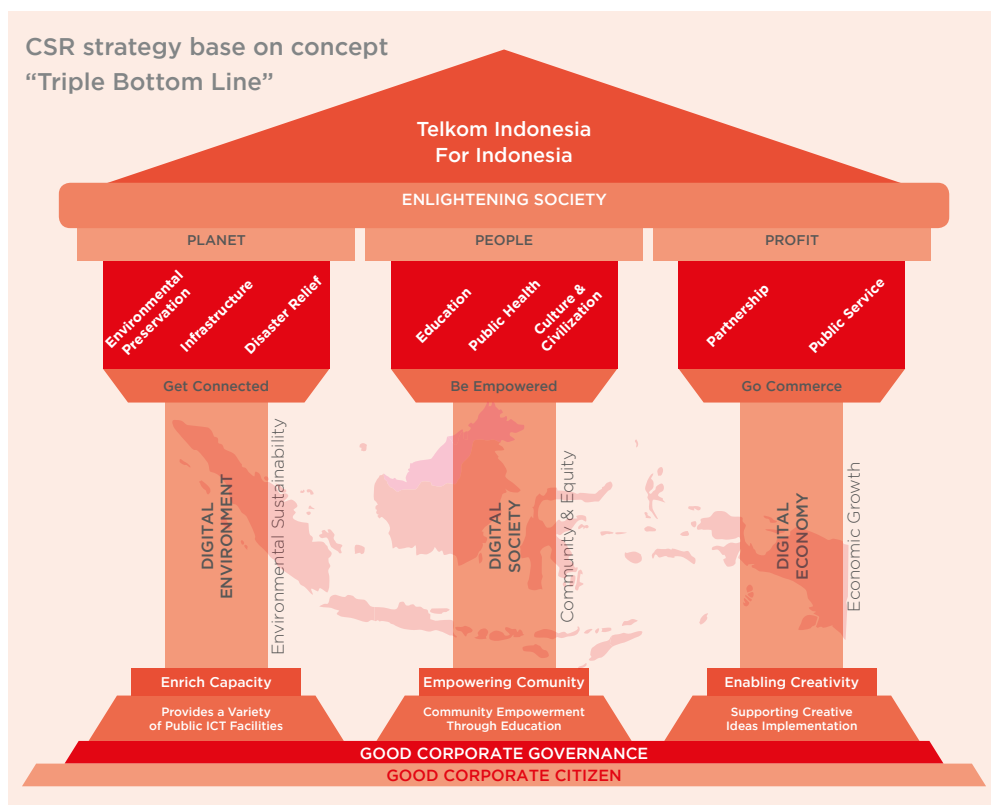 CSR strategy base on concept
“Triple Bottom Line”
Telkom Indonesia
For Indonesia
ENLIGHTENING SOCIETY
PLANET
PEOPLE
PROFIT
Environmental
Preservation
Infrastructure
Disaster Relief
Education
Public Health
Culture &
Civilization
Partnership
Public Service
Get Connected
Be Empowered
Go Commerce
DIGITAL
ENVIRONMENT
Environmental Sustainability
DIGITAL
SOCIETY
Community & Equity
DIGITAL
ECONOMY
Economic Growth
Enrich Capacity
Empowering Comunity
Enabling Creativity
Provides a Variety
of Public ICT Facilities
Community Empowerment
Through Education
Supporting Creative
Ideas Implementation
GOOD CORPORATE GOVERNANCE
GOOD CORPORATE CITIZEN